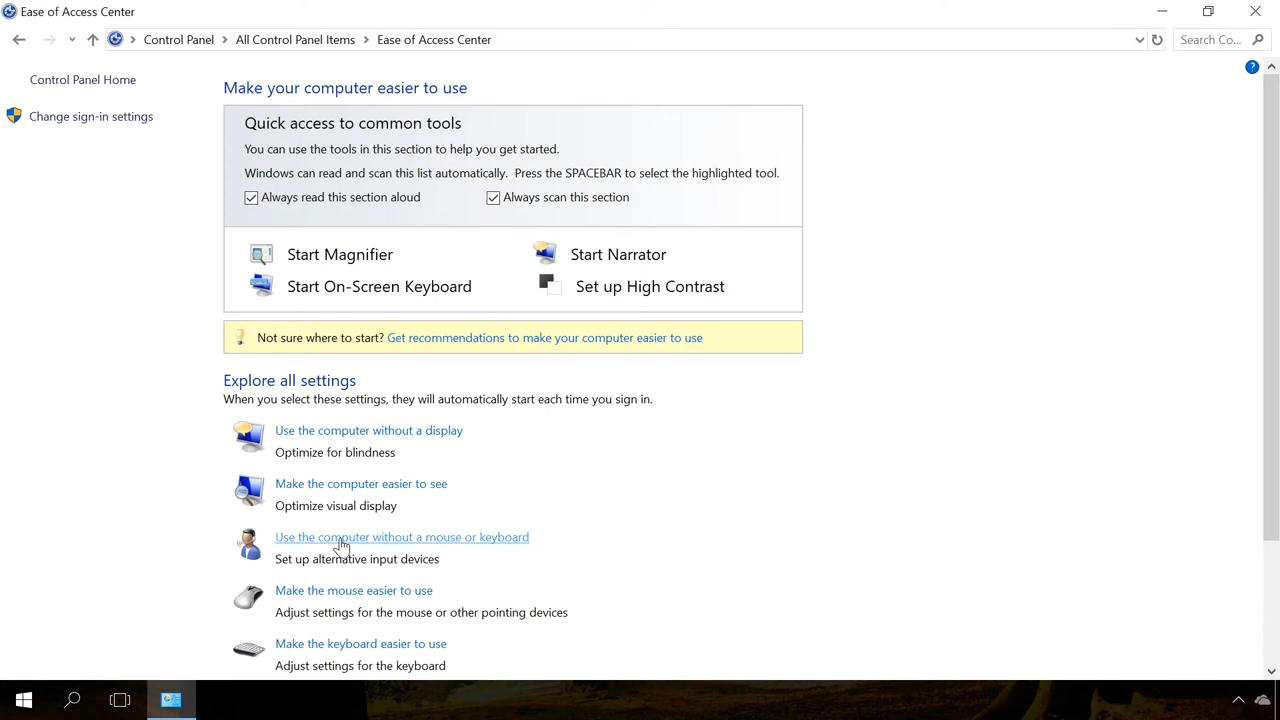 Ease of Access Center
Control Panel > All Control Panel Items > Ease of Access Center
Search Co...
Control Panel Home
Change sign-in settings
Make your computer easier to use
Quick access to common tools
You can use the tools in this section to help you get started.
Windows can read and scan this list automatically. Press the SPACEBAR to select the highlighted tool.
Always read this section aloud
Always scan this section
Start Magnifier
Start Narrator
Start On-Screen Keyboard
Set up High Contrast
Not sure where to start? Get recommendations to make your computer easier to use
Explore all settings
When you select these settings, they will automatically start each time you sign in.
Use the computer without a display
Optimize for blindness
Make the computer easier to see
Optimize visual display
Use the computer without a mouse or keyboard
Set up alternative input devices
Make the mouse easier to use
Adjust settings for the mouse or other pointing devices
Make the keyboard easier to use
Adjust settings for the keyboard